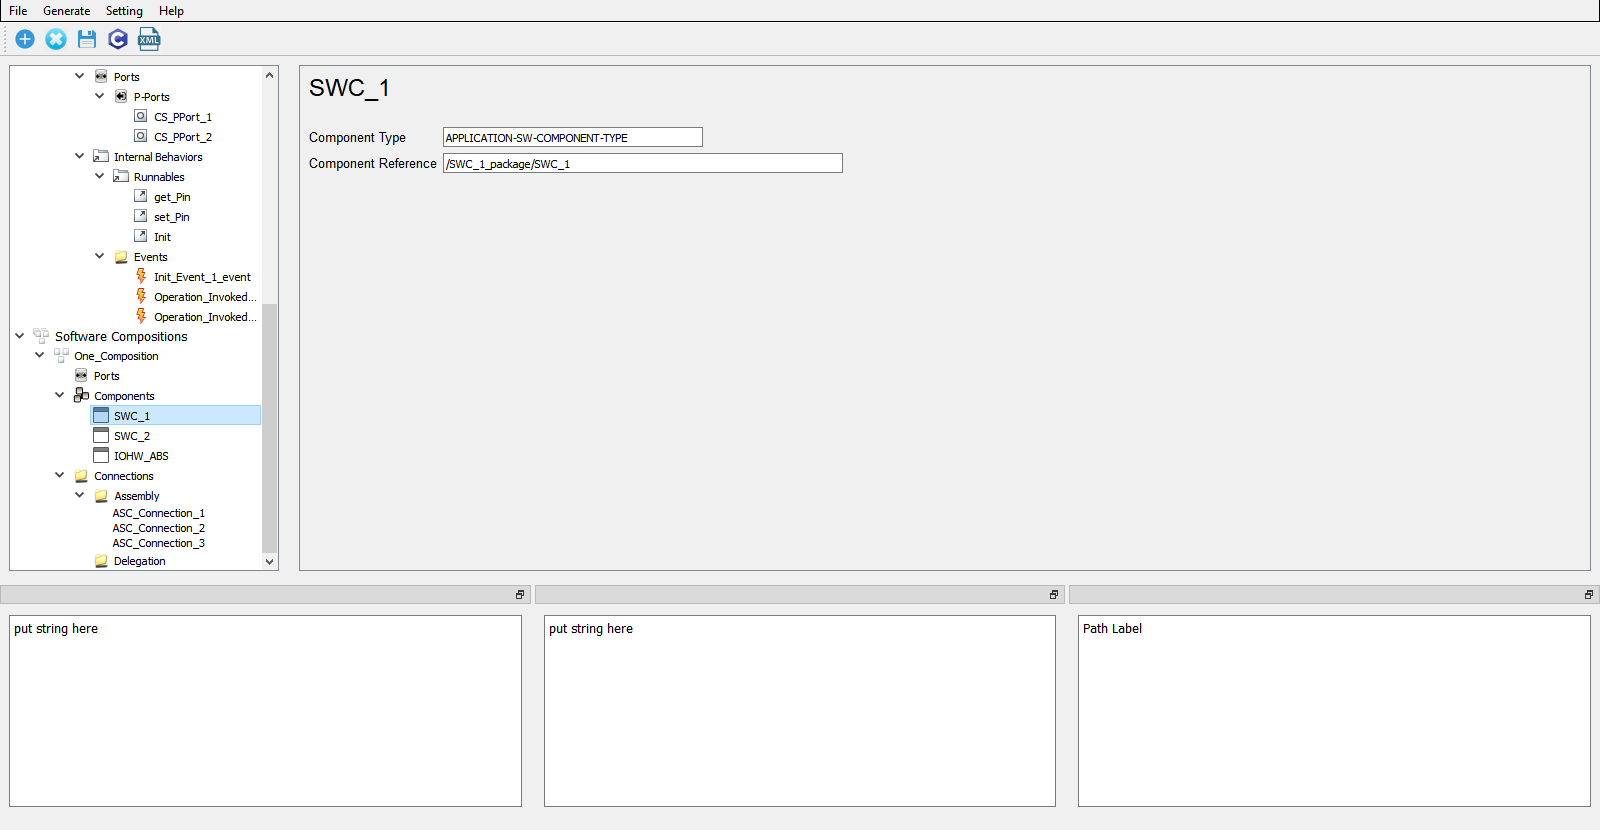 File Generate Setting Help
XML
Ports
P-Ports
CS_PPort_1
CS_PPort_2
Internal Behaviors
Runnables
get_Pin
set_Pin
Init
Events
Init_Event_1_event
Operation_Invoked...
Operation_Invoked...
Software Compositions
One_Composition
Ports
Components
SWC_1
SWC_2
IOHW_ABS
Connections
Assembly
ASC_Connection_1
ASC_Connection_2
ASC_Connection_3
Delegation
SWC_1
Component Type APPLICATION-SW-COMPONENT-TYPE
Component Reference /SWC_1_package/SWC_1
put string here
put string here
Path Label